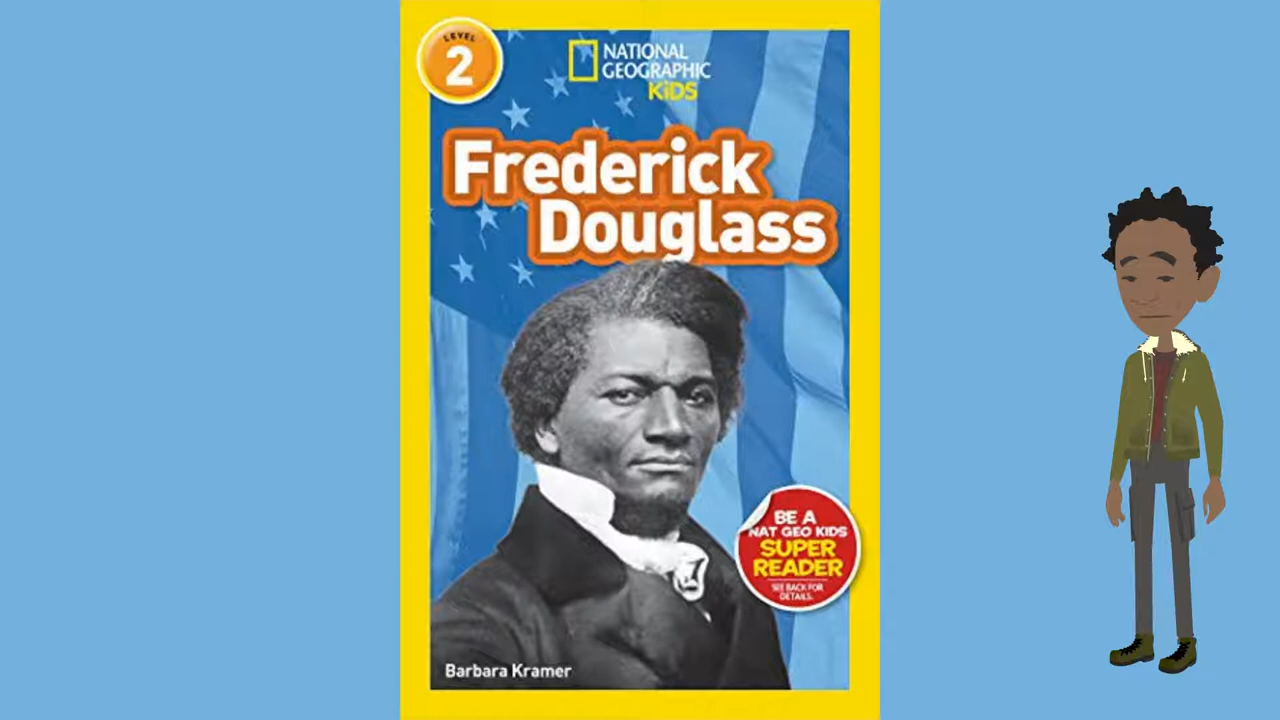 LEVEL
2
NATIONAL
GEOGRAPHIC
KiDS
Frederick
Douglass
BE A
NAT GEO KIDS
SUPER
READER
SEE BACK FOR
DETAILS.
Barbara Kramer